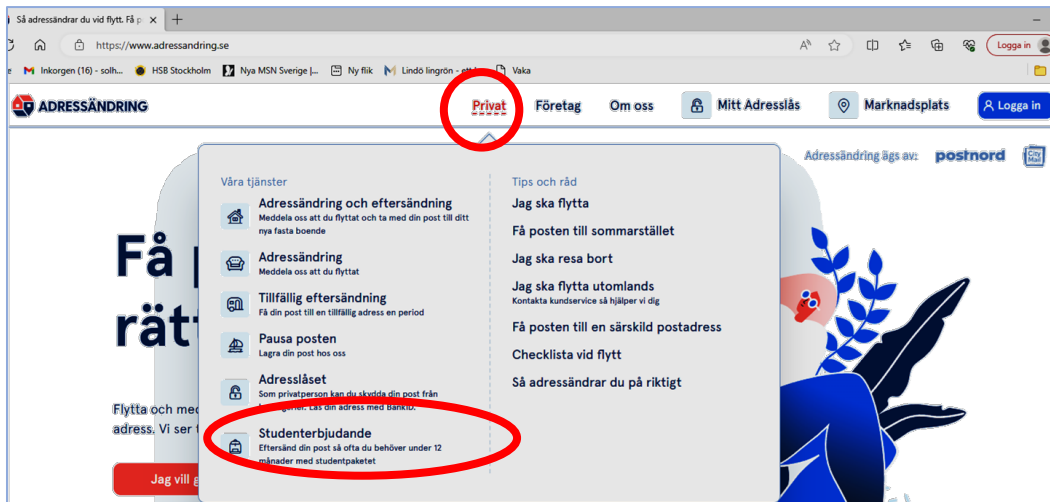 Så adressändrar du vid flytt. Få p
https://www.adressandring.se
Logga in
Inkorgen (16) - solh...
HSB Stockholm
Nya MSN Sverige |...
Ny flik
Lindö lingrön - ett
Vaka
ADRESSÄNDRING
Privat
Företag
Om oss
Mitt Adresslås
Marknadsplats
Logga in
Adressändring ägs av:
postnord
City Mail
Våra tjänster
Adressändring och eftersändning
Meddela oss att du flyttat och ta med din post till ditt
nya fasta boende
Adressändring
Meddela oss att du flyttat
Tillfällig eftersändning
Få din post till en tillfällig adress en period
Pausa posten
Lagra din post hos oss
Adresslåset
Som privatperson kan du skydda din post från
Lås din adress med BankID.
Studenterbjudande
Eftersänd din post så ofta du behöver under 12
månader med studentpaketet
Tips och råd
Jag ska flytta
Få posten till sommarstället
Jag ska resa bort
Jag ska flytta utomlands
Kontakta kundservice så hjälper vi dig
Få posten till en särskild postadress
Checklista vid flytt
Så adressändrar du på riktigt
Få
rätt
Flytta och med
adress. Vi ser
Jag vill